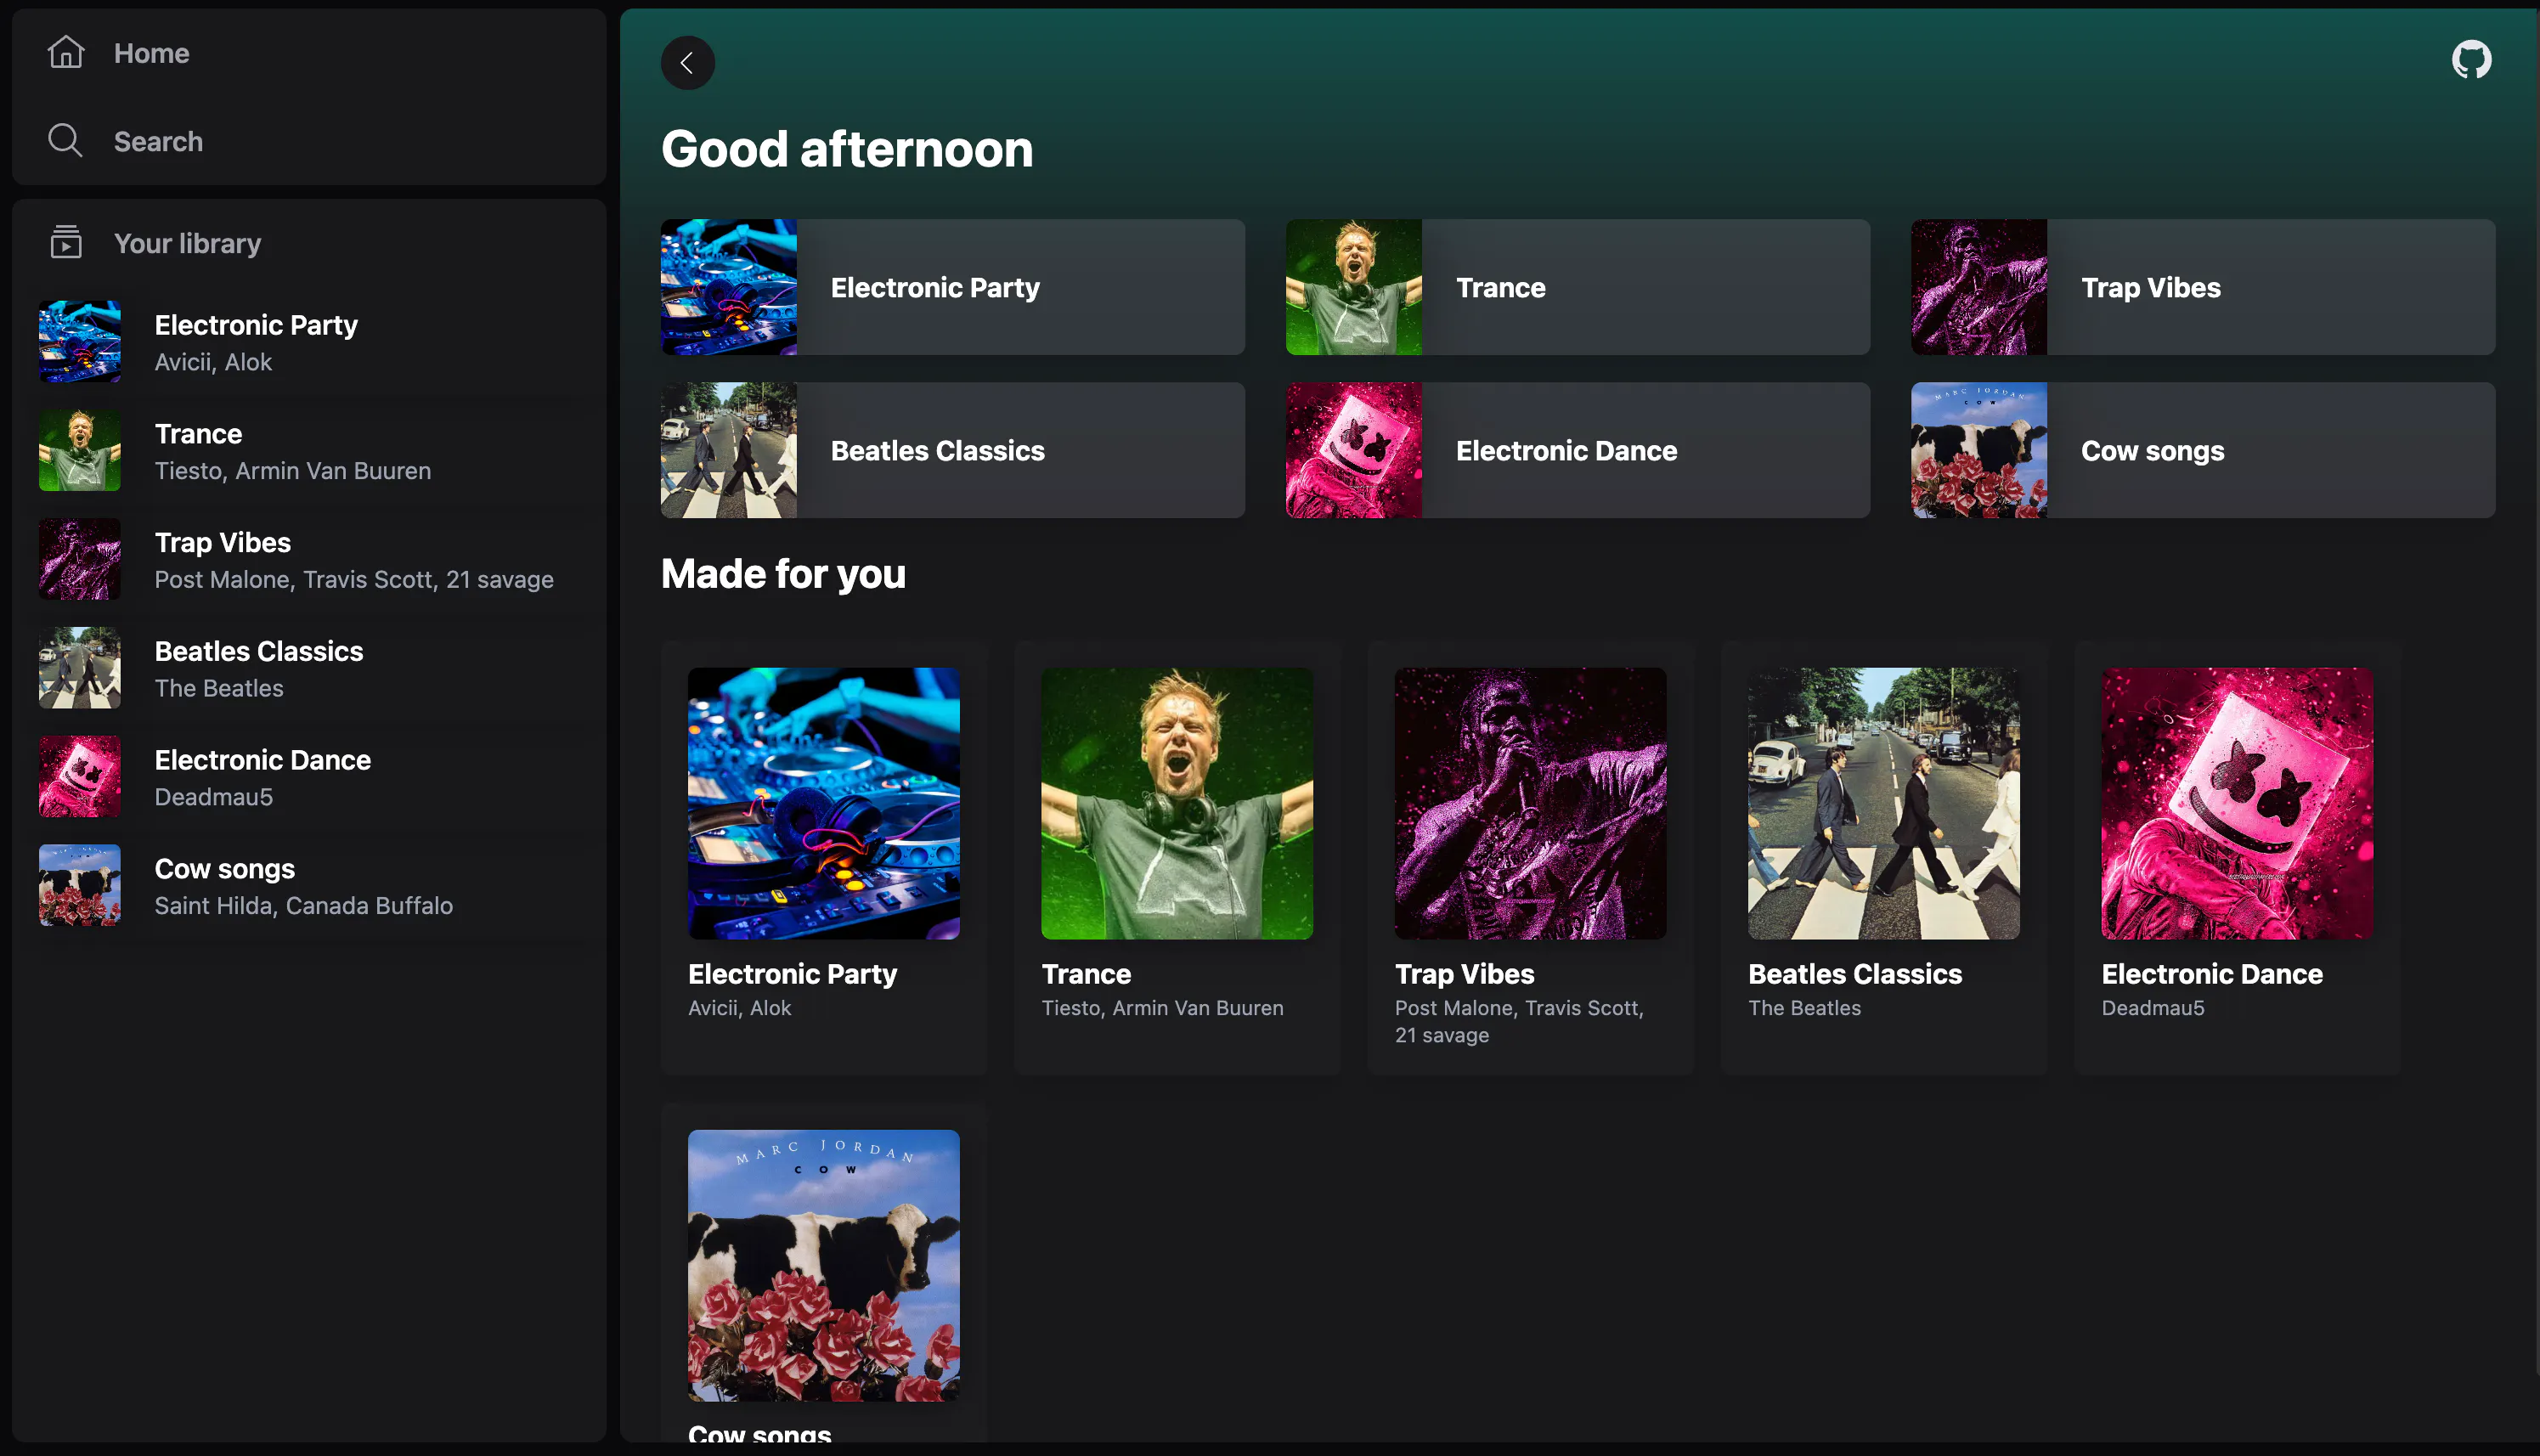 Home
Search
Your library
Electronic Party
Avicii, Alok
Trance
Tiesto, Armin Van Buuren
Trap Vibes
Post Malone, Travis Scott, 21 savage
Beatles Classics
The Beatles
Electronic Dance
Deadmau5
Cow songs
Saint Hilda, Canada Buffalo
Good afternoon
Electronic Party
Trance
Trap Vibes
Beatles Classics
Electronic Dance
MARC JORDAN
COW
Cow songs
Made for you
Electronic Party
Avicii, Alok
Trance
Tiesto, Armin Van Buuren
Trap Vibes
Post Malone, Travis Scott,
21 savage
Beatles Classics
The Beatles
Electronic Dance
Deadmau5
MARC JORDAN
COW
Cow songs